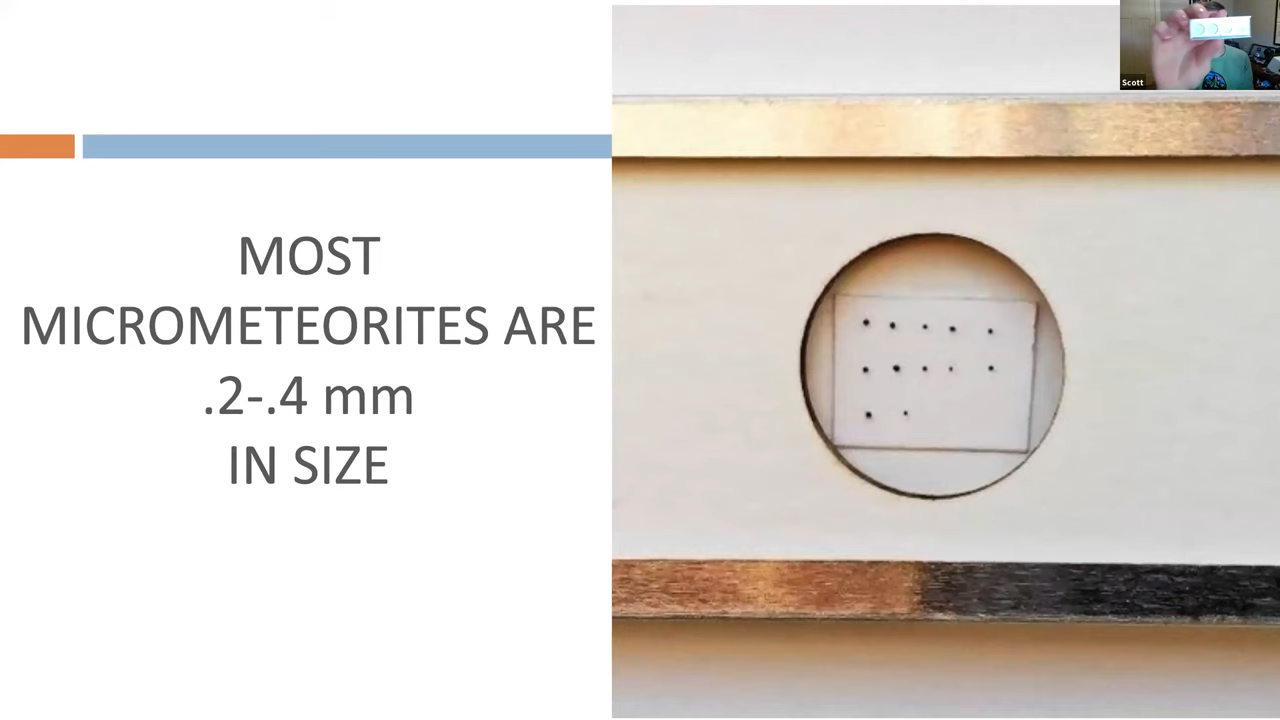 MOST
MICROMETEORITES ARE
.2-.4 mm
IN SIZE
Scott